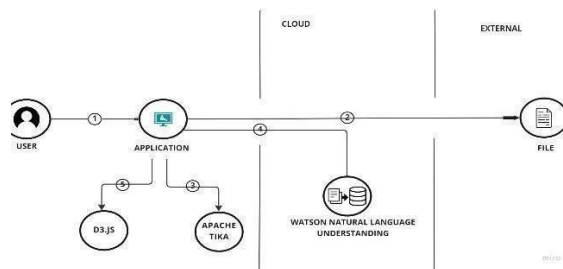 CLOUD
EXTERNAL
1
2
4
USER
APPLICATION
FILE
5
3
D3.JS
APACHE
TIKA
WATSON NATURAL LANGUAGE
UNDERSTANDING
miro